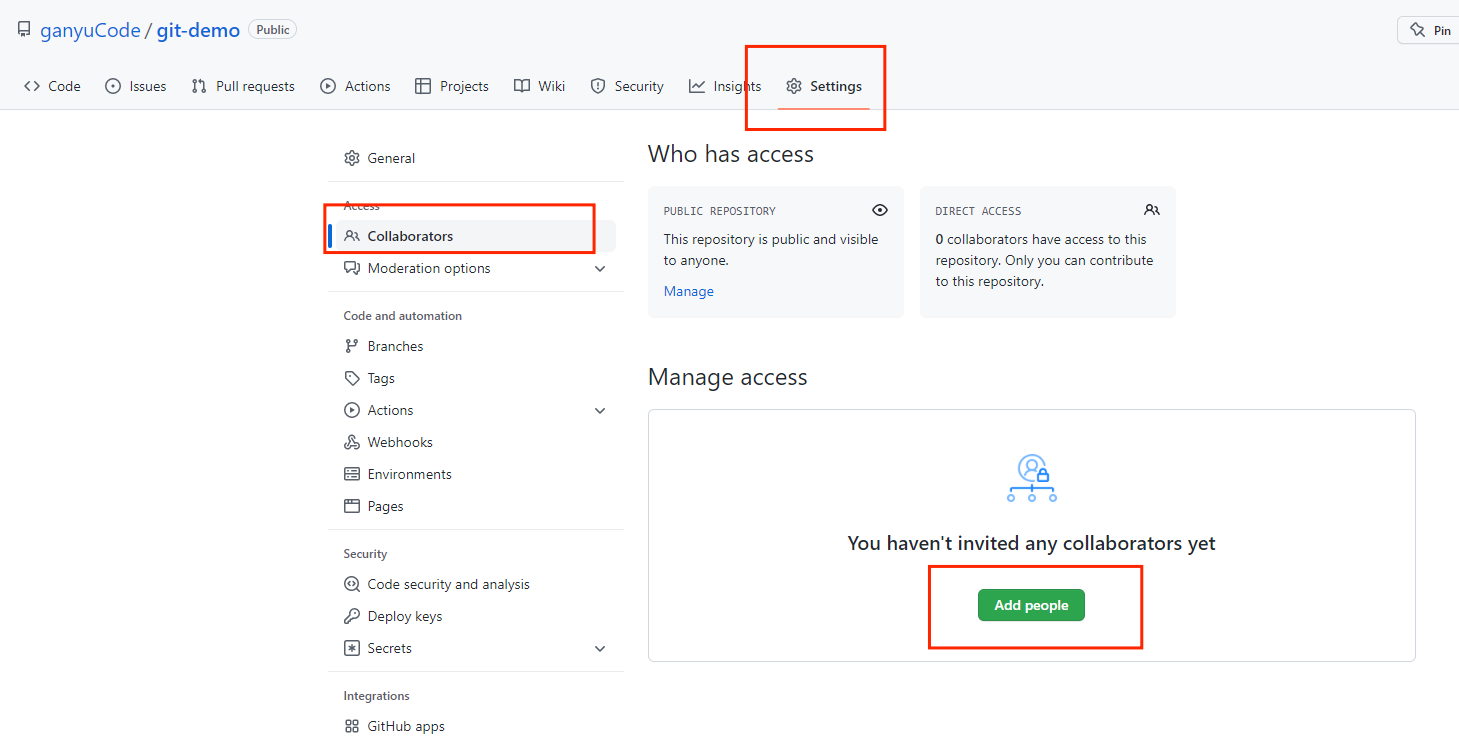 ganyuCode / git-demo Public
Pin
Code Issues Pull requests Actions Projects Wiki Security Insights Settings
General
Access
Collaborators
Moderation options
Code and automation
Branches
Tags
Actions
Webhooks
Environments
Pages
Security
Code security and analysis
Deploy keys
Secrets
Integrations
GitHub apps
Who has access
PUBLIC REPOSITORY
This repository is public and visible
to anyone.
Manage
DIRECT ACCESS
0 collaborators have access to this
repository. Only you can contribute
to this repository.
Manage access
You haven't invited any collaborators yet
Add people